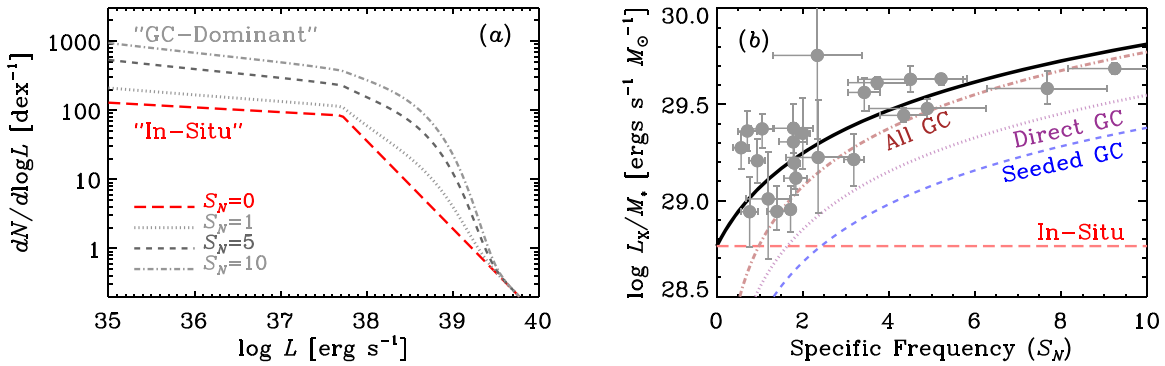 "GC-Dominant"
(a)
"In-Situ"
S_N=0
S_N=1
S_N=5
S_N=10
1000
100
10
1
dN/dlogL [dex⁻¹]
35 36 37 38 39 40
log L [erg s⁻¹]
(b)
All GC
Direct GC
Seeded GC
In-Situ
30.0
29.5
29.0
28.5
log L_X/M⋆ [ergs s⁻¹ M⊙⁻¹]
0 2 4 6 8 10
Specific Frequency (S_N)